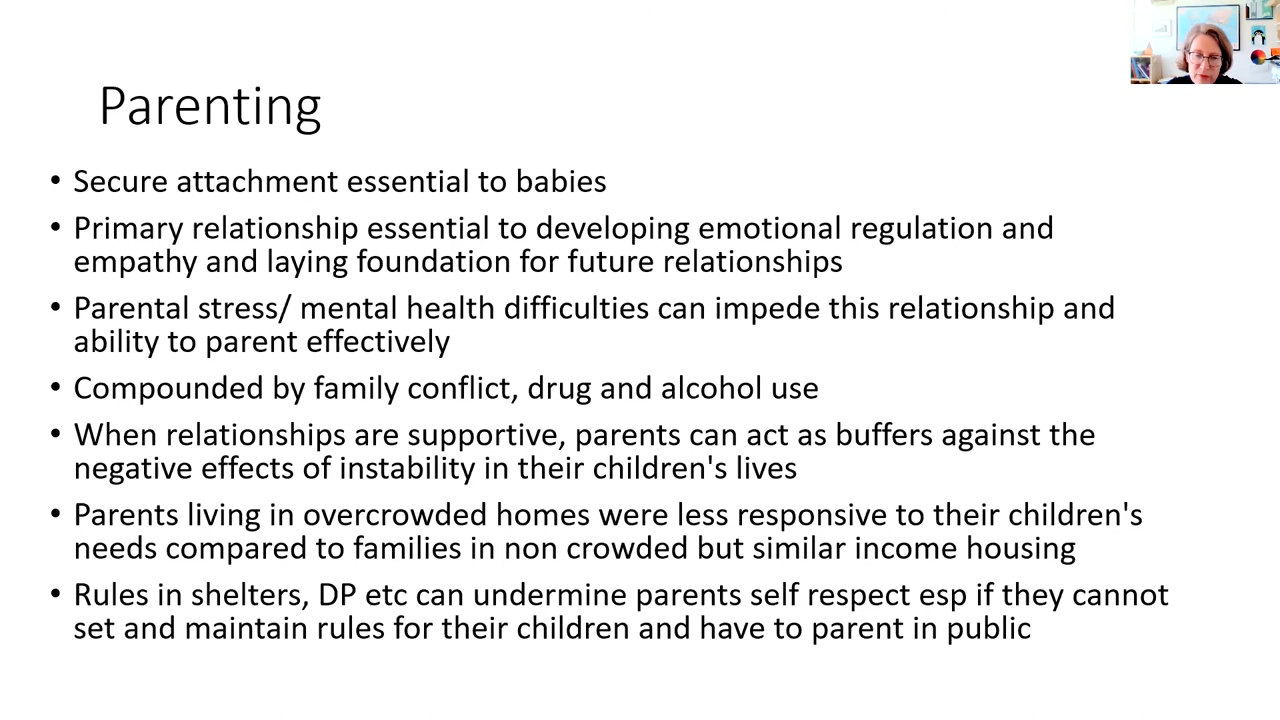 Parenting
• Secure attachment essential to babies
• Primary relationship essential to developing emotional regulation and
empathy and laying foundation for future relationships
• Parental stress/ mental health difficulties can impede this relationship and
ability to parent effectively
• Compounded by family conflict, drug and alcohol use
• When relationships are supportive, parents can act as buffers against the
negative effects of instability in their children's lives
• Parents living in overcrowded homes were less responsive to their children's
needs compared to families in non crowded but similar income housing
• Rules in shelters, DP etc can undermine parents self respect esp if they cannot
set and maintain rules for their children and have to parent in public